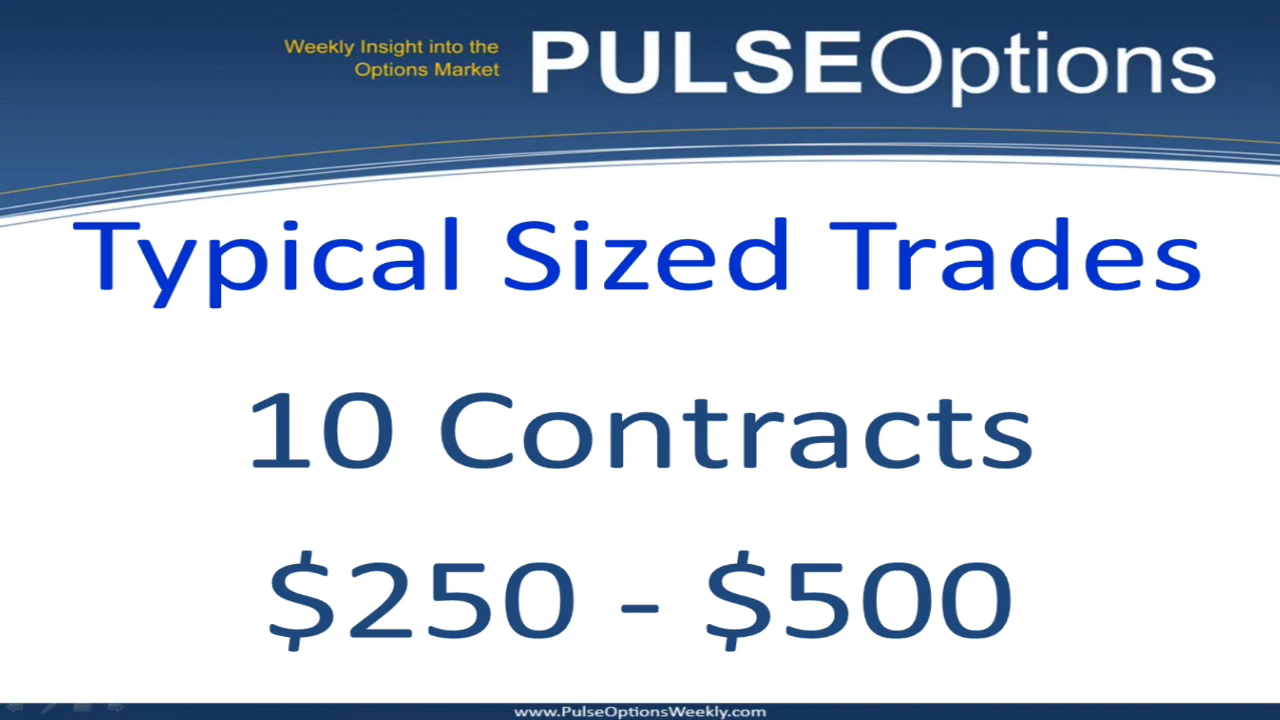 Weekly Insight into the
Options Market
PULSEOptions
Typical Sized Trades
10 Contracts
$250 - $500
www.PulseOptionsWeekly.com